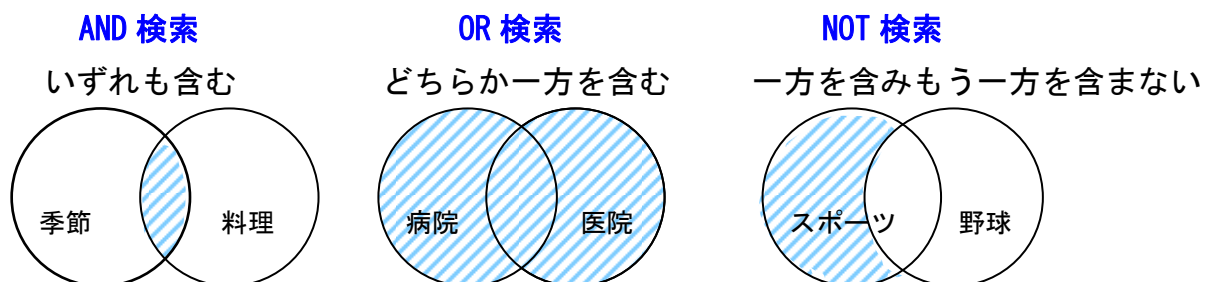 AND 検索
いずれも含む
季節
料理
OR 検索
どちらか一方を含む
病院
医院
NOT 検索
一方を含みもう一方を含まない
スポーツ
野球